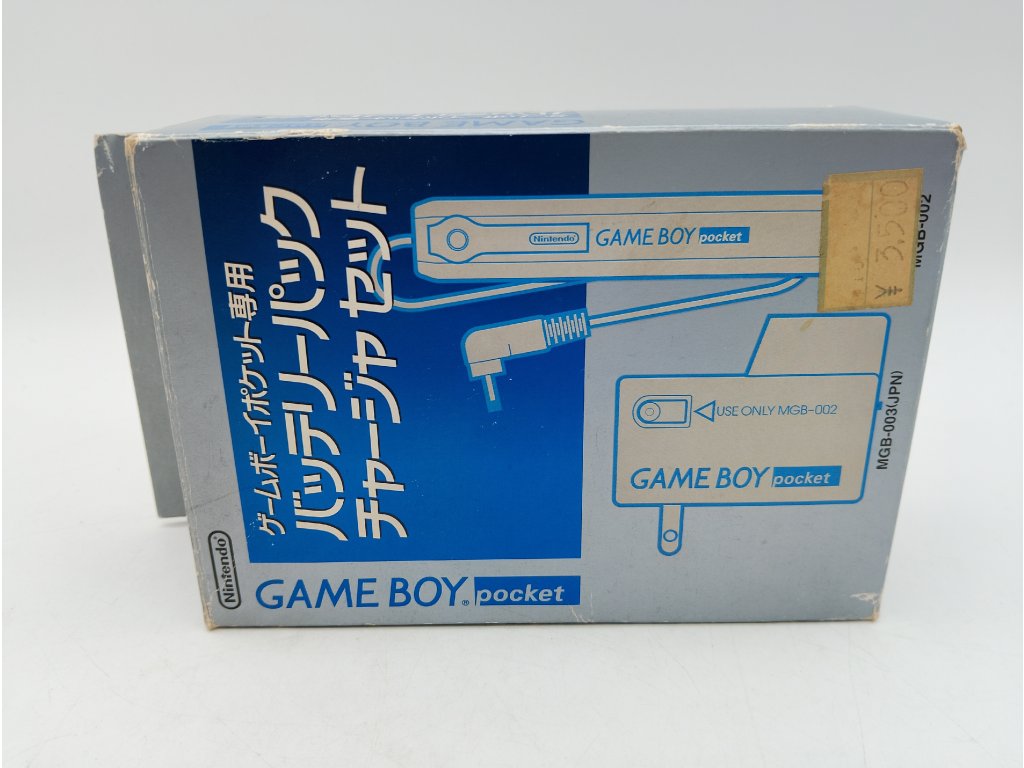 ゲームボーイポケット専用
バッテリーパック
チャージャセット
Nintendo
GAME BOY® pocket
Nintendo GAME BOY pocket
USE ONLY MGB-002
GAME BOY pocket
¥ 3,500
MGB-002
MGB-003(JPN)